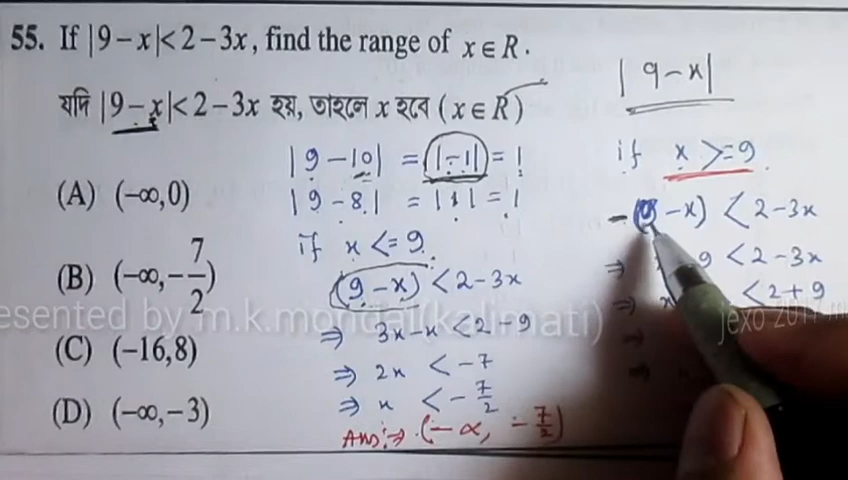 55. If |9−x|<2−3x, find the range of x∈R.
যদি |9−x|<2−3x হয়, তাহলে x হবে (x∈R)
(A) (−∞,0)
(B) (−∞,−7/2)
(C) (−16,8)
(D) (−∞,−3)
|9−10| = |−1| = 1
|9−8| = |1| = 1
if x <= 9
(9−x) < 2−3x
⇒ 3x−x < 2−9
⇒ 2x < −7
⇒ x < −7/2
Ans:⇒ (−α, −7/2)
|9−x|
if x >= 9
−(9−x) < 2−3x
⇒ 9 < 2−3x
⇒ x < 2+9
⇒
⇒
esented by m.k.mondal(kalimati) jexo 2017 m